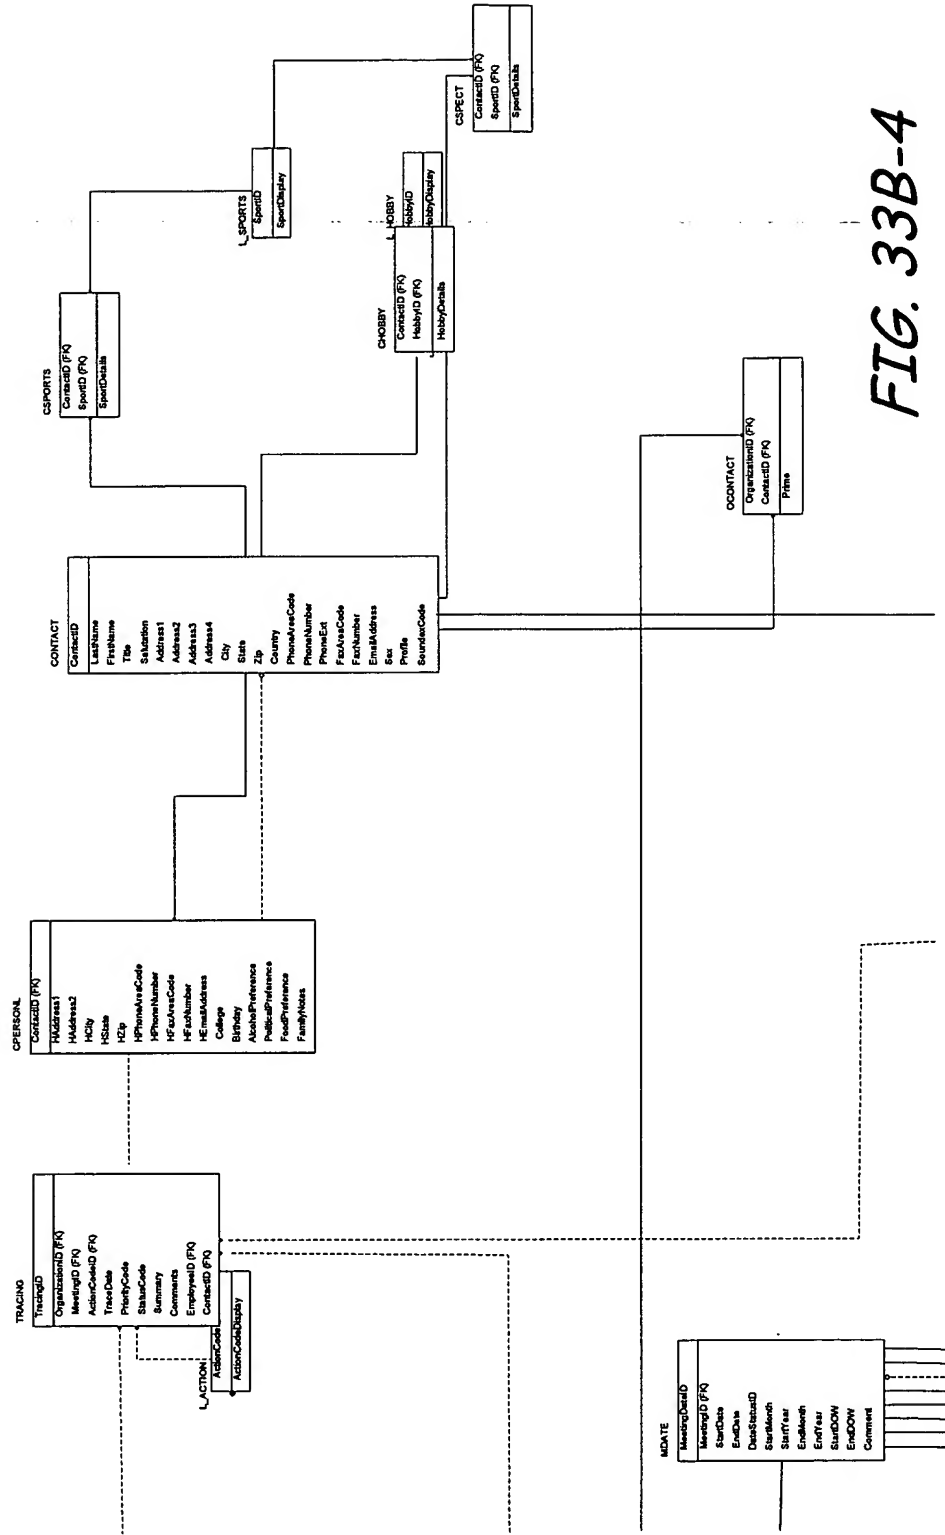 TRACING
TracingID
OrganizationID (FK)
MeetingID (FK)
ActionCodeID (FK)
TraceDate
PriorityCode
StatusCode
Summary
Comments
EmployeeID (FK)
ContactID (FK)
L_ACTION
ActionCode
ActionCodeDisplay
CPERSONL
ContactID (FK)
HAddress1
HAddress2
HCity
HState
HZip
HPhoneAreaCode
HPhoneNumber
HFaxAreaCode
HFaxNumber
HEmailAddress
College
Birthday
AlcoholPreference
PoliticalPreference
FoodPreference
FamilyNotes
CONTACT
ContactID
LastName
FirstName
Title
Salutation
Address1
Address2
Address3
Address4
City
State
Zip
Country
PhoneAreaCode
PhoneNumber
PhoneExt
FaxAreaCode
FaxNumber
EmailAddress
Sex
Profile
SoundexCode
CSPORTS
ContactID (FK)
SportID (FK)
SportDetails
L_SPORTS
SportID
SportDisplay
CHOBBY
ContactID (FK)
HobbyID (FK)
HobbyDetails
L_HOBBY
HobbyID
HobbyDisplay
CSPECT
ContactID (FK)
SportID (FK)
SportDetails
MDATE
MeetingDateID
MeetingID (FK)
StartDate
EndDate
DateStatusID
StartMonth
StartYear
EndMonth
EndYear
StartDOW
EndDOW
Comment
OCONTACT
OrganizationID (FK)
ContactID (FK)
Prime
FIG. 33B-4